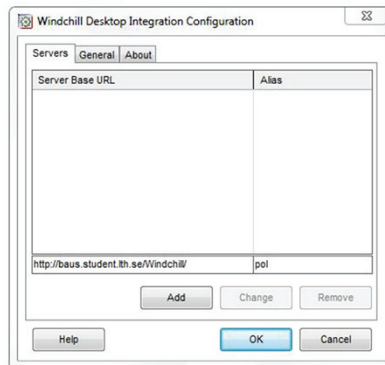 Windchill Desktop Integration Configuration
Servers General About
Server Base URL Alias
http://baus.student.lth.se/Windchill/ pol
Add Change Remove
Help OK Cancel